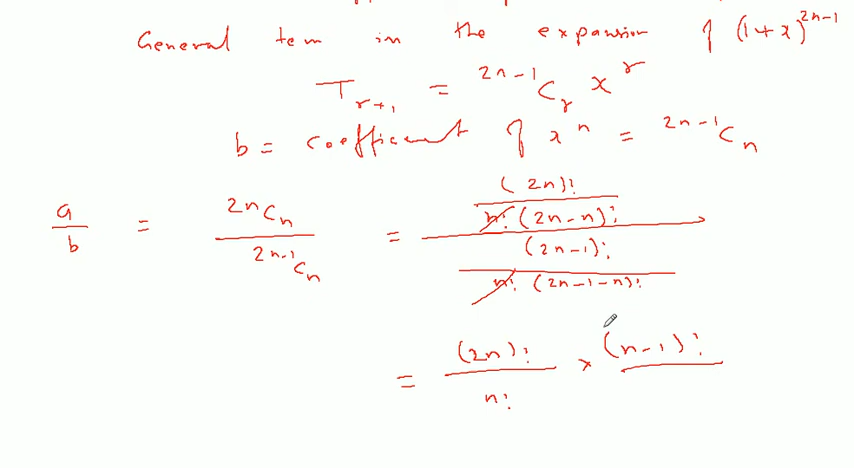 General term in the expansion of (1+x)^{2n-1}
T_{r+1} = ^{2n-1}C_r x^r
b = coefficient of x^n = ^{2n-1}C_n
a/b = ^{2n}C_n / ^{2n-1}C_n = ((2n)! / (n! (2n-n)!)) / ((2n-1)! / (n! (2n-1-n)!))
= (2n)! / n! × (n-1)! /